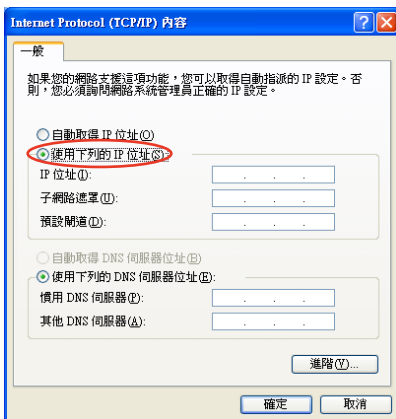 Internet Protocol (TCP/IP) 內容
一般
如果您的網路支援這項功能，您可以取得自動指派的 IP 設定。否
則，您必須詢問網路系統管理員正確的 IP 設定。
自動取得 IP 位址(O)
使用下列的 IP 位址(S):
IP 位址(I):
子網路遮罩(U):
預設閘道(D):
自動取得 DNS 伺服器位址(B)
使用下列的 DNS 伺服器位址(E):
慣用 DNS 伺服器(P):
其他 DNS 伺服器(A):
進階(V)...
確定
取消